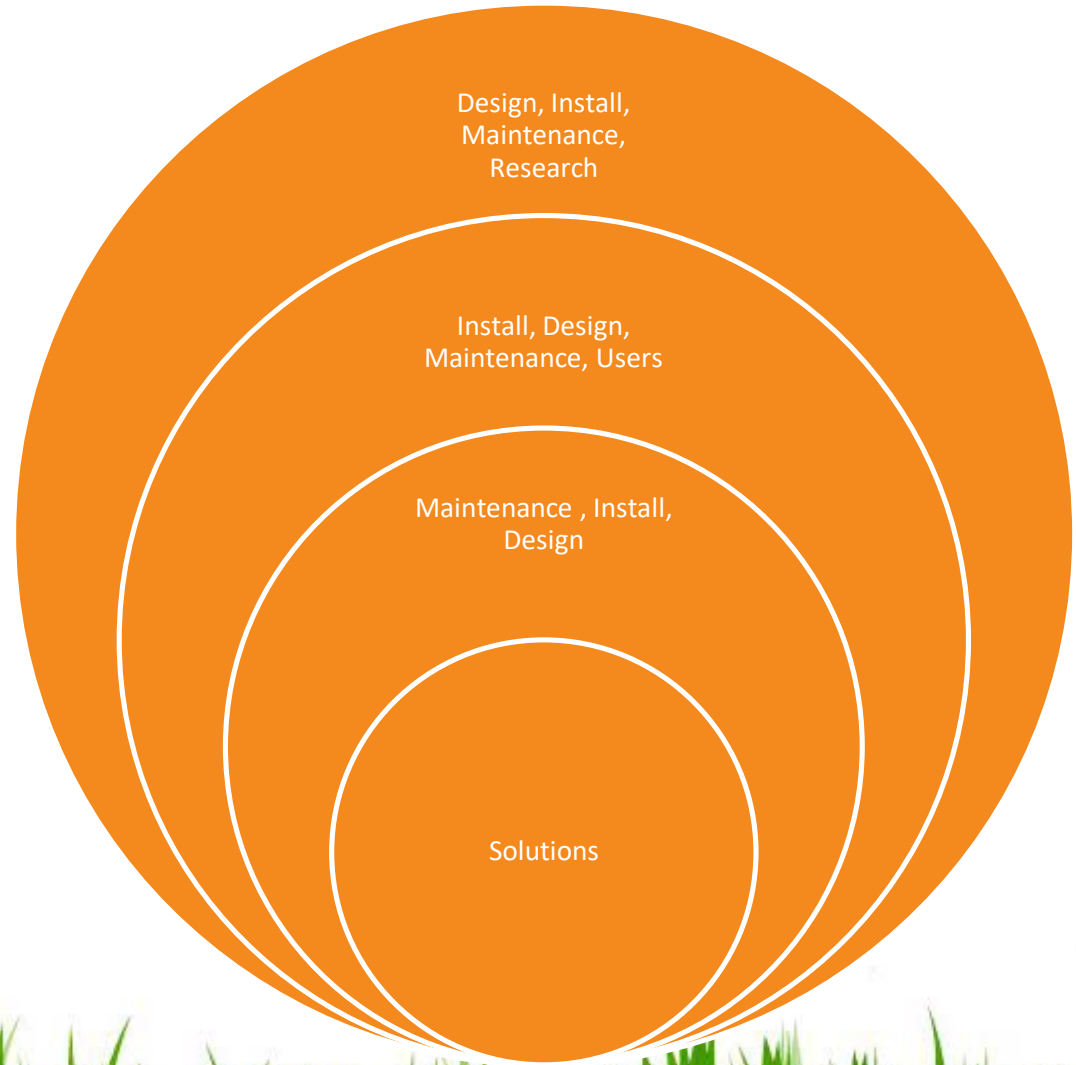 Design, Install,
Maintenance,
Research
Install, Design,
Maintenance, Users
Maintenance , Install,
Design
Solutions